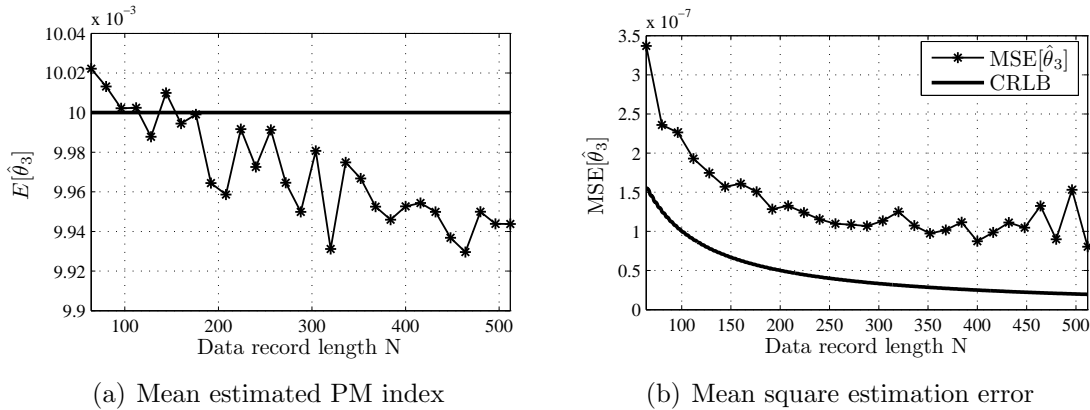 x 10⁻³
10.04
10.02
10
9.98
9.96
9.94
9.92
9.9
E[θ̂₃]
100 200 300 400 500
Data record length N
(a) Mean estimated PM index
x 10⁻⁷
3.5
3
2.5
2
1.5
1
0.5
0
MSE[θ̂₃]
MSE[θ̂₃]
CRLB
100 150 200 250 300 350 400 450 500
Data record length N
(b) Mean square estimation error